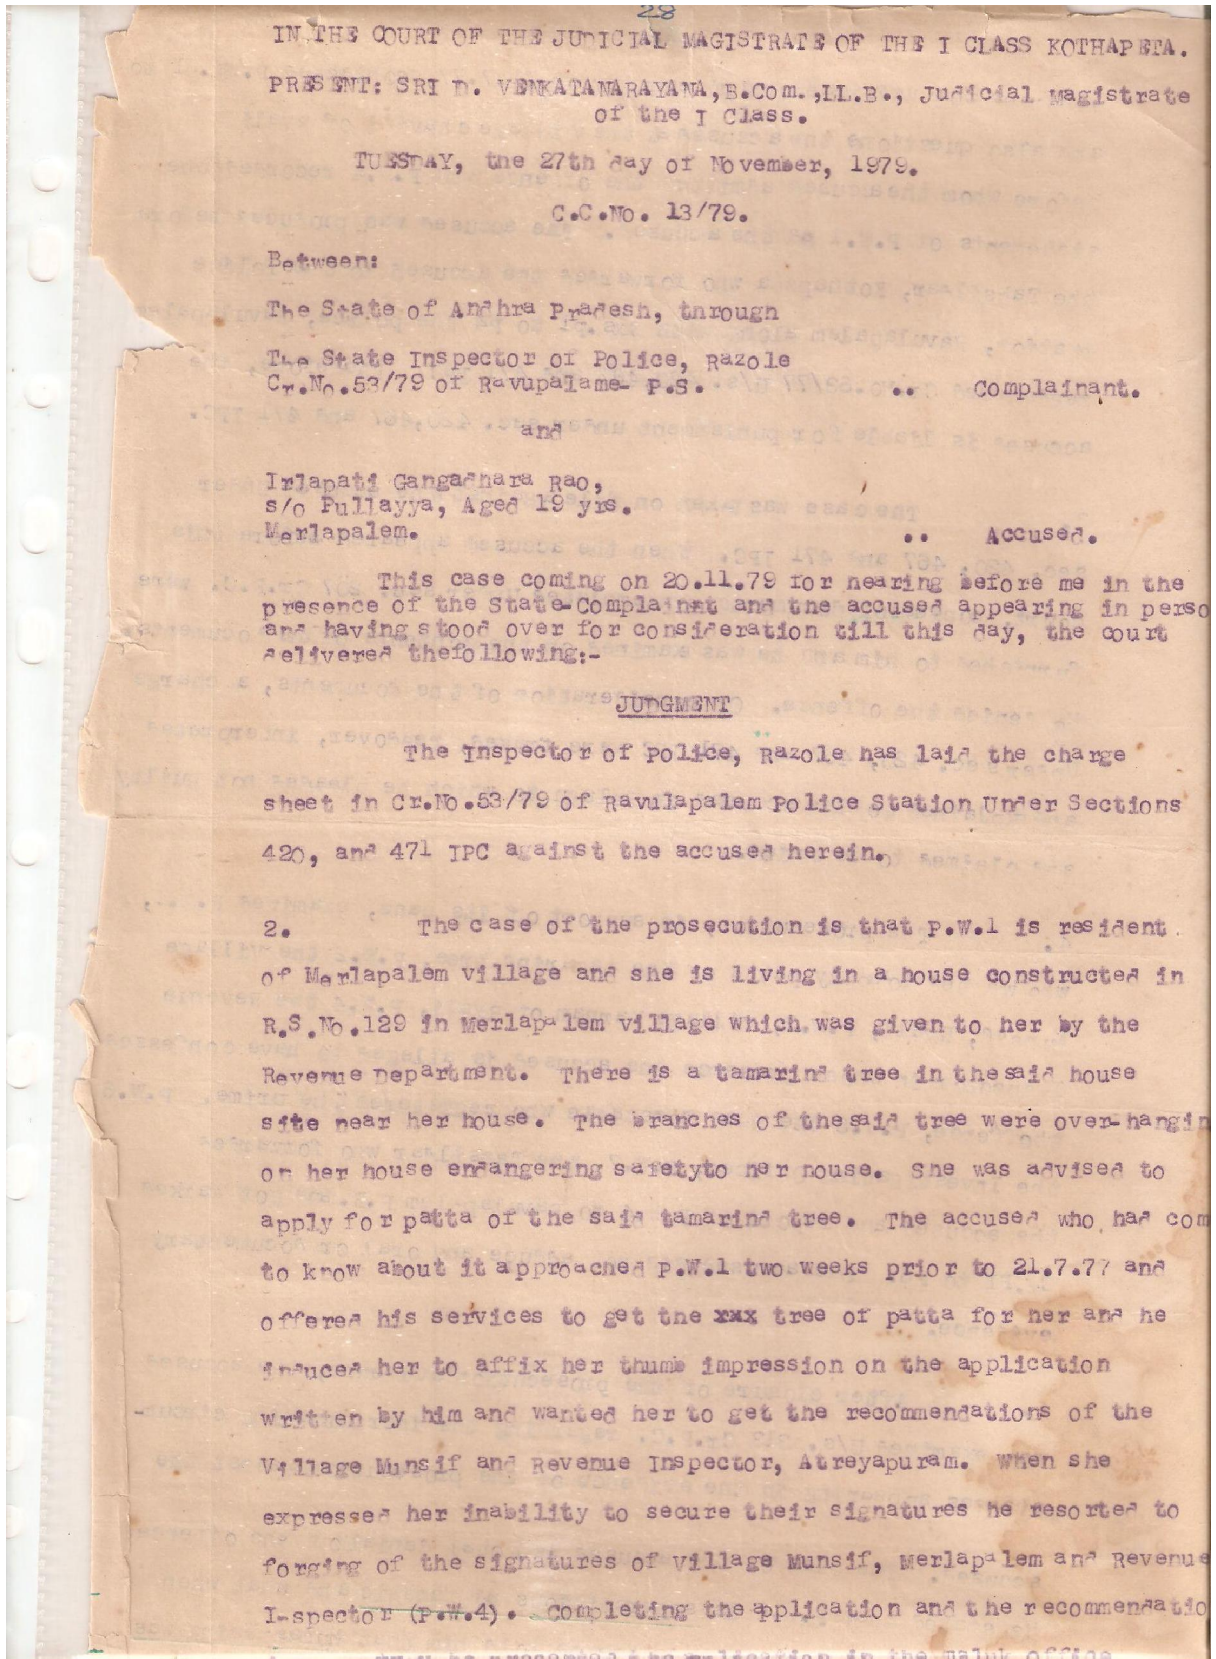 28
IN THE COURT OF THE JUDICIAL MAGISTRATE OF THE I CLASS KOTHAPETA.
PRESENT: SRI D. VENKATANARAYANA,B.Com.,LL.B., Judicial Magistrate
of the I Class.
TUESDAY, the 27th day of November, 1979.
C.C.No. 13/79.
Between:
The State of Andhra Pradesh, through
The State Inspector of Police, Razole
Cr.No.53/79 of Ravupalame- P.S. .. Complainant.
and
Irlapati Gangadhara Rao,
s/o Pullayya, Aged 19 yrs.
Merlapalem. .. Accused.
This case coming on 20.11.79 for hearing before me in the
presence of the State-Complainat and the accused appearing in perso
and having stood over for consideration till this day, the court
delivered thefollowing:-
JUDGMENT
The Inspector of Police, Razole has laid the charge
sheet in Cr.No.53/79 of Ravulapalem Police Station Under Sections
420, and 471 IPC against the accused herein.
2. The case of the prosecution is that P.W.1 is resident
of Merlapalem village and she is living in a house constructed in
R.S.No.129 in Merlapalem village which was given to her by the
Revenue Department. There is a tamarind tree in thesaid house
site near her house. The branches of thesaid tree were over-hangin
on her house endangering safetyto her house. She was advised to
apply for patta of the said tamarind tree. The accused who had com
to know about it approached P.W.1 two weeks prior to 21.7.77 and
offered his services to get the xxx tree of patta for her and he
induced her to affix her thumb impression on the application
written by him and wanted her to get the recommendations of the
Village Munsif and Revenue Inspector, Atreyapuram. When she
expressed her inability to secure their signatures he resorted to
forging of the signatures of Village Munsif, Merlapalem and Revenue
I-spector (P.W.4). Completing the application and the recommendatio